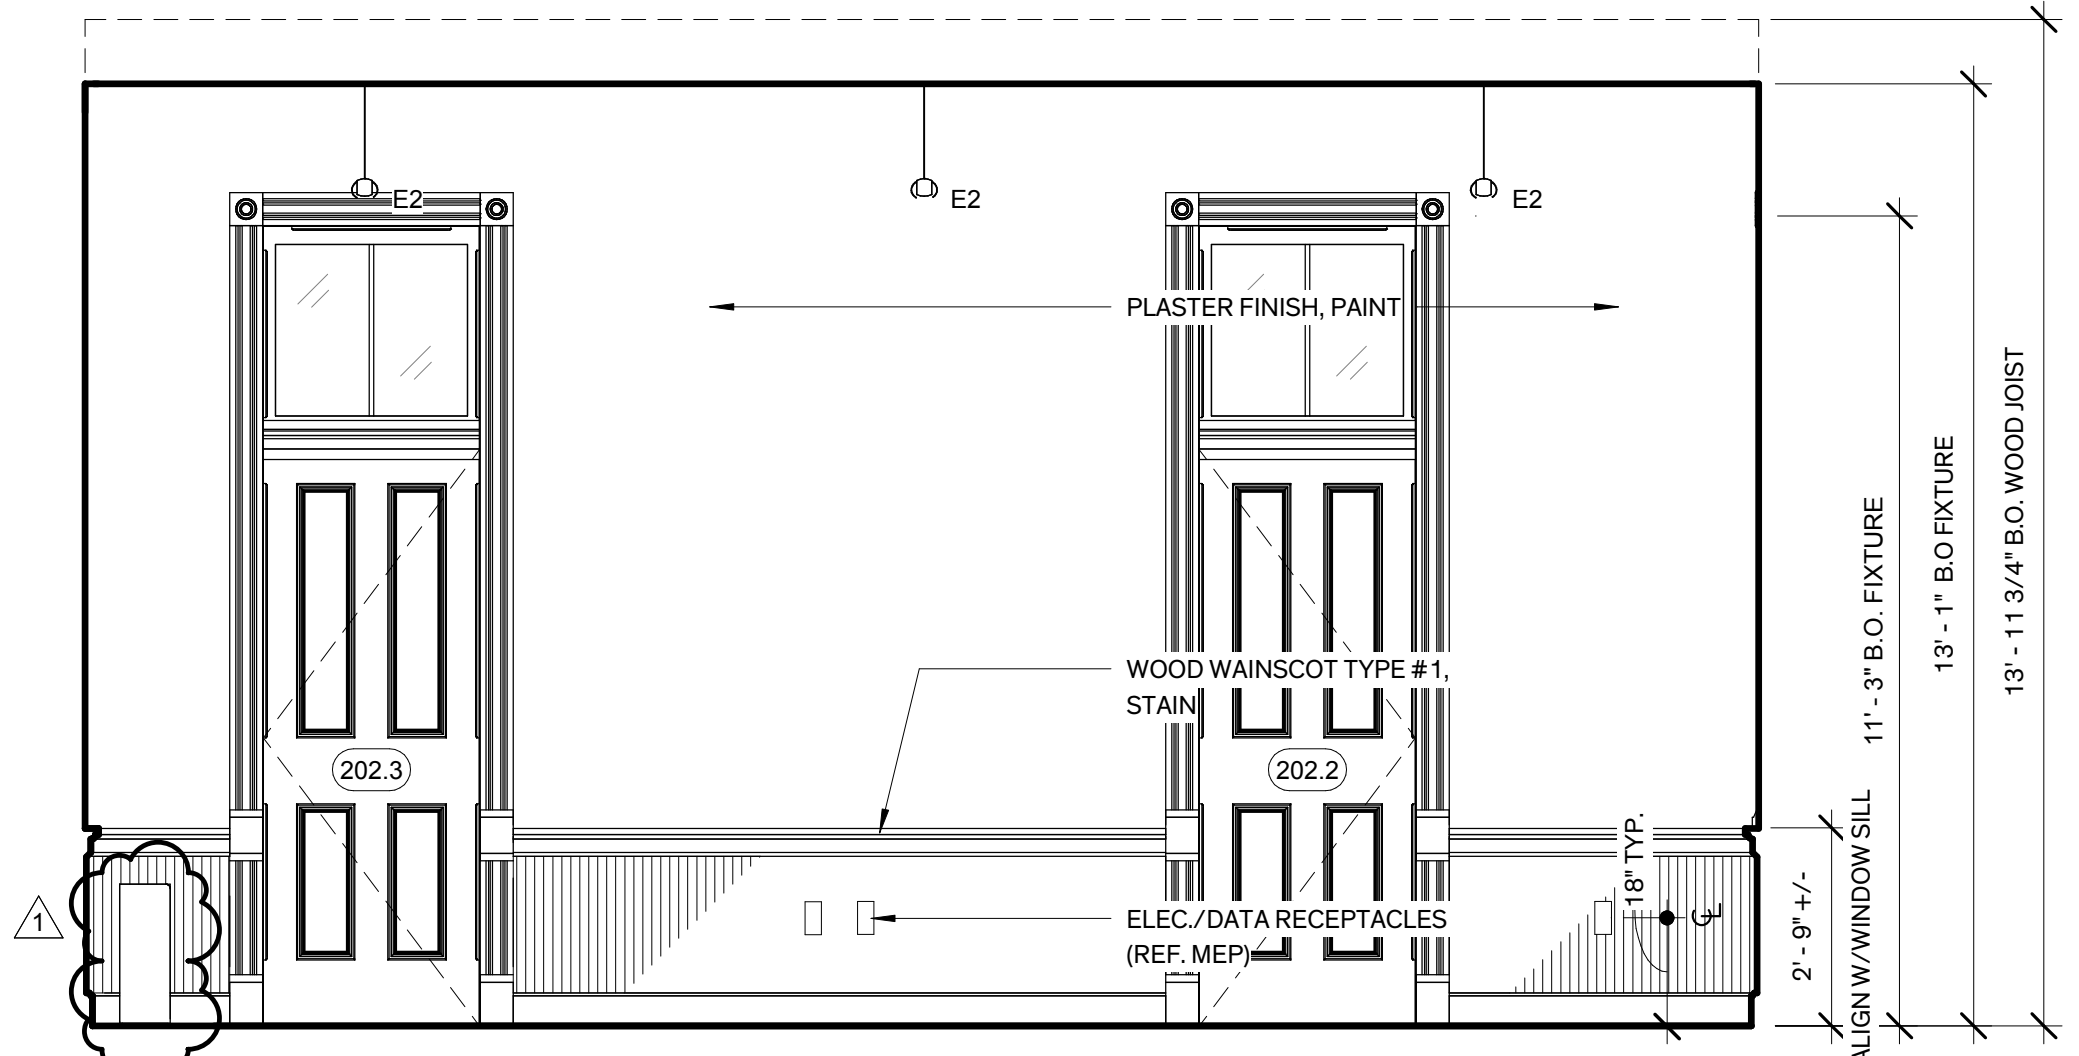 E2
E2
E2
PLASTER FINISH, PAINT
WOOD WAINSCOT TYPE #1,
STAIN
202.3
202.2
ELEC./DATA RECEPTACLES
(REF. MEP)
1
18" TYP.
℄
2' - 9" +/-
ALIGN W/WINDOW SILL
11' - 3" B.O. FIXTURE
13' - 1" B.O FIXTURE
13' - 11 3/4" B.O. WOOD JOIST